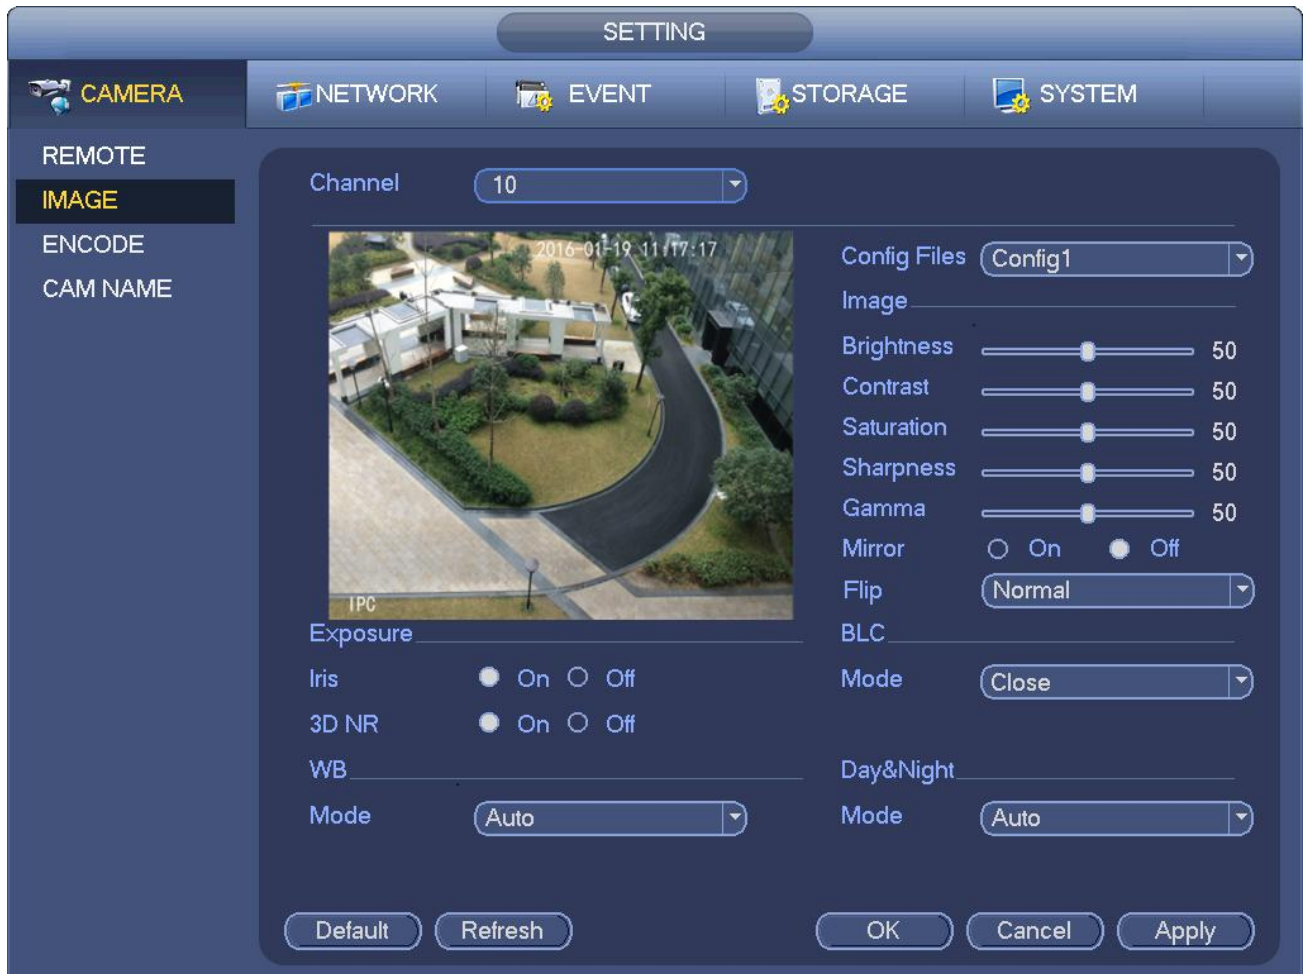 SETTING
CAMERA NETWORK EVENT STORAGE SYSTEM
REMOTE
IMAGE
ENCODE
CAM NAME
Channel 10
2016-01-19 11:17:17
IPC
Config Files Config1
Image
Brightness 50
Contrast 50
Saturation 50
Sharpness 50
Gamma 50
Mirror On Off
Flip Normal
Exposure
Iris On Off
3D NR On Off
BLC
Mode Close
WB
Mode Auto
Day&Night
Mode Auto
Default Refresh OK Cancel Apply